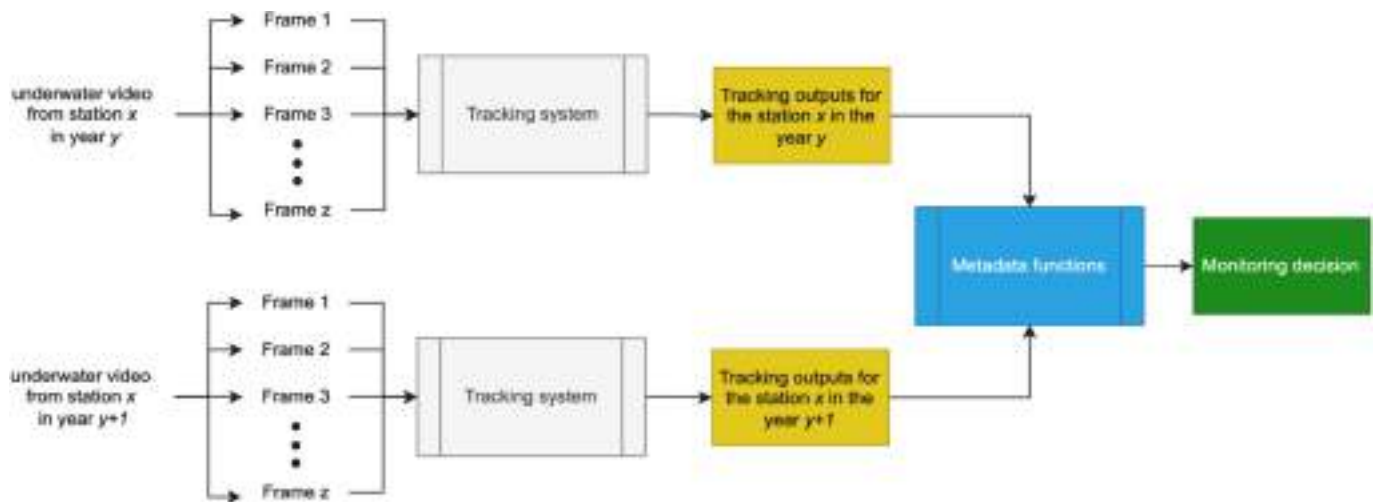 underwater video
from station x
in year y
Frame 1
Frame 2
Frame 3
Frame z
Tracking system
Tracking outputs for
the station x in the
year y
Metadata functions
Monitoring decision
underwater video
from station x
in year y+1
Frame 1
Frame 2
Frame 3
Frame z
Tracking system
Tracking outputs for
the station x in the
year y+1